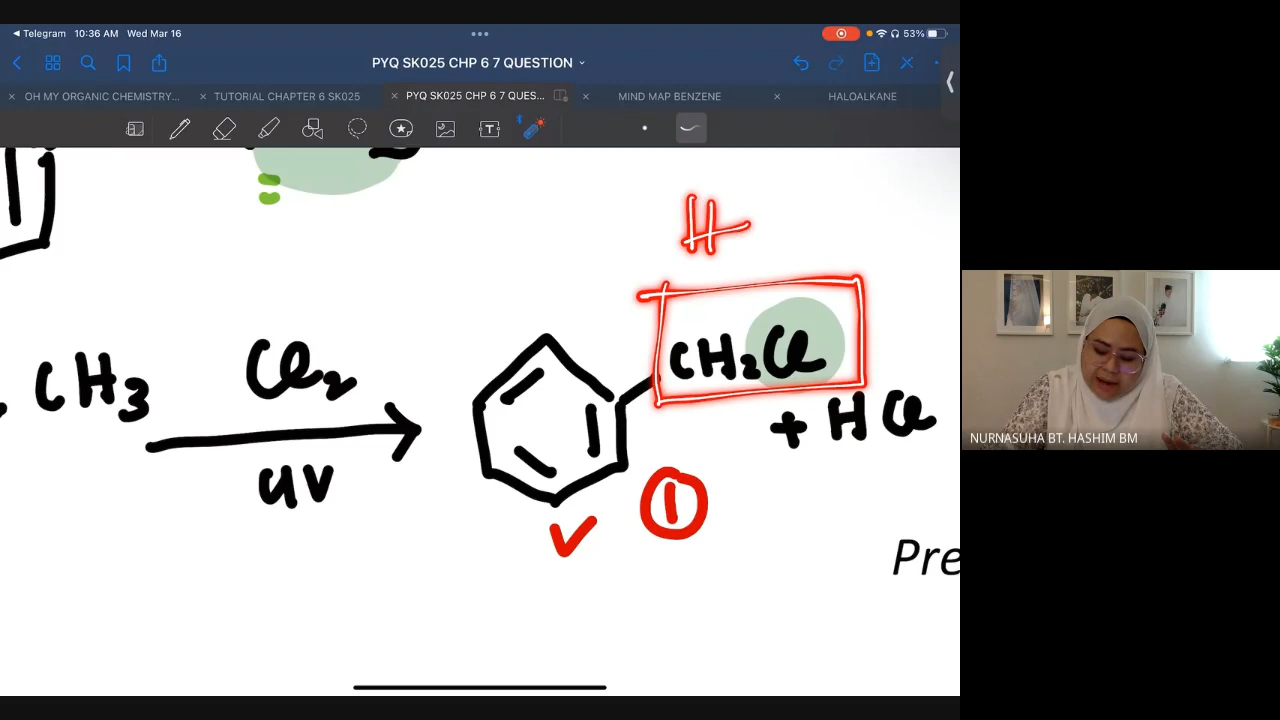 Telegram 10:36 AM Wed Mar 16 53%
PYQ SK025 CHP 6 7 QUESTION
OH MY ORGANIC CHEMISTRY... TUTORIAL CHAPTER 6 SK025 PYQ SK025 CHP 6 7 QUES... MIND MAP BENZENE HALOALKANE
H
CH3 Cl2 CH2Cl
+ HCl
UV
1
Pre
NURNASUHA BT. HASHIM BM